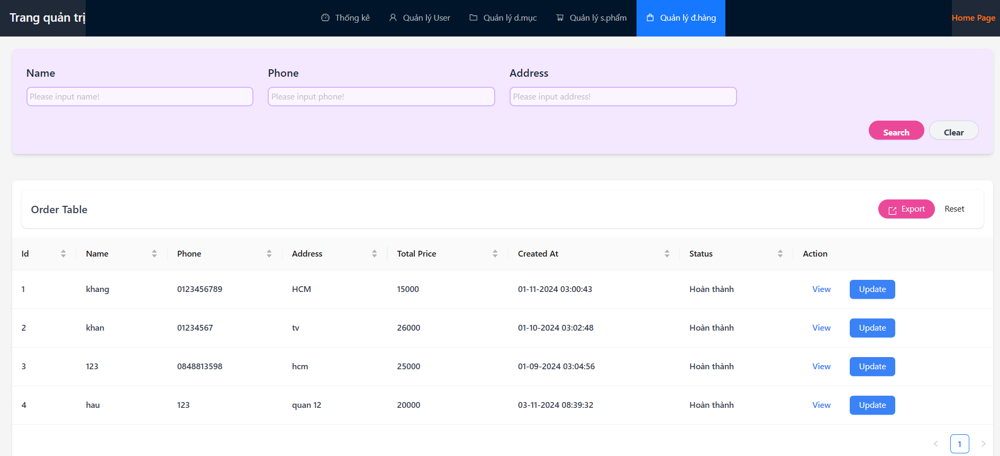 Trang quản trị Thống kê Quản lý User Quản lý d.mục Quản lý s.phẩm Quản lý đ.hàng Home Page
Name Phone Address
Please input name! Please input phone! Please input address!
Search Clear
Order Table Export Reset
Id Name Phone Address Total Price Created At Status Action
1 khang 0123456789 HCM 15000 01-11-2024 03:00:43 Hoàn thành View Update
2 khan 01234567 tv 26000 01-10-2024 03:02:48 Hoàn thành View Update
3 123 0848813598 hcm 25000 01-09-2024 03:04:56 Hoàn thành View Update
4 hau 123 quan 12 20000 03-11-2024 08:39:32 Hoàn thành View Update
1